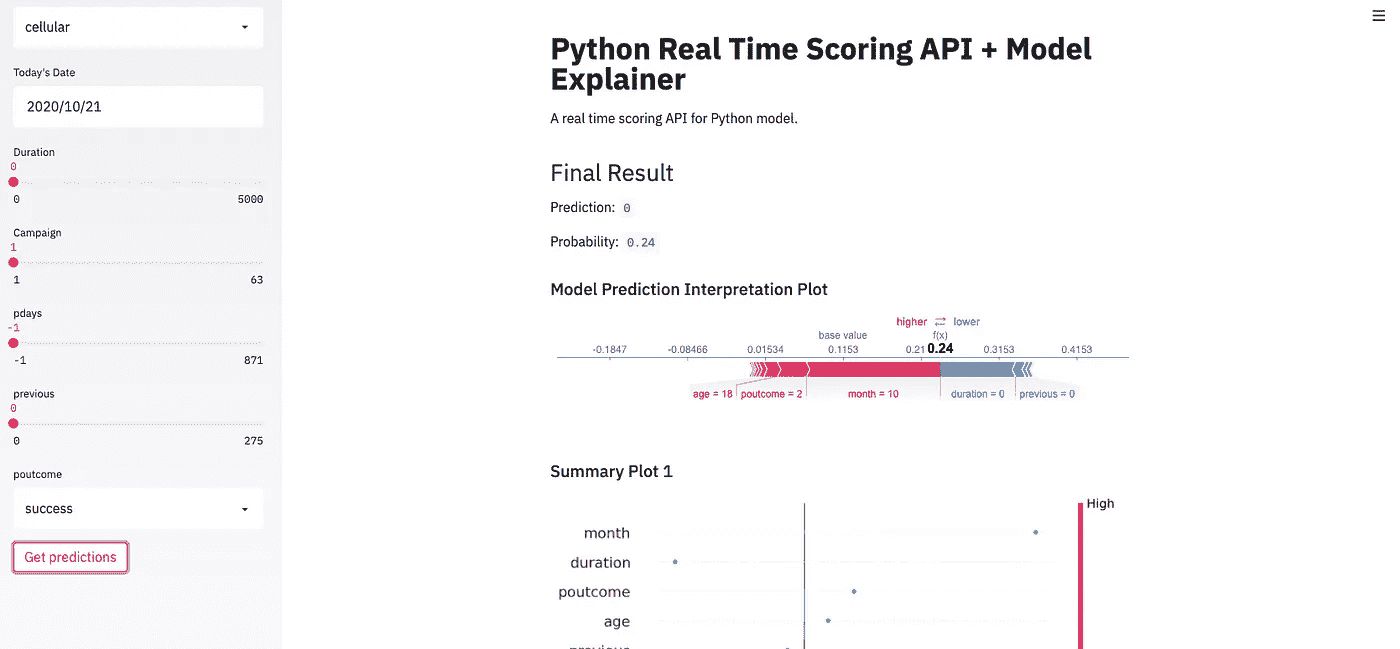 cellular
Today's Date
2020/10/21
Duration
0
0 5000
Campaign
1
1 63
pdays
-1
-1 871
previous
0
0 275
poutcome
success
Get predictions
Python Real Time Scoring API + Model
Explainer
A real time scoring API for Python model.
Final Result
Prediction: 0
Probability: 0.24
Model Prediction Interpretation Plot
higher lower
base value f(x)
-0.1847 -0.08466 0.01534 0.1153 0.21 0.24 0.3153 0.4153
age = 18 poutcome = 2 month = 10 duration = 0 previous = 0
Summary Plot 1
High
month
duration
poutcome
age
previous